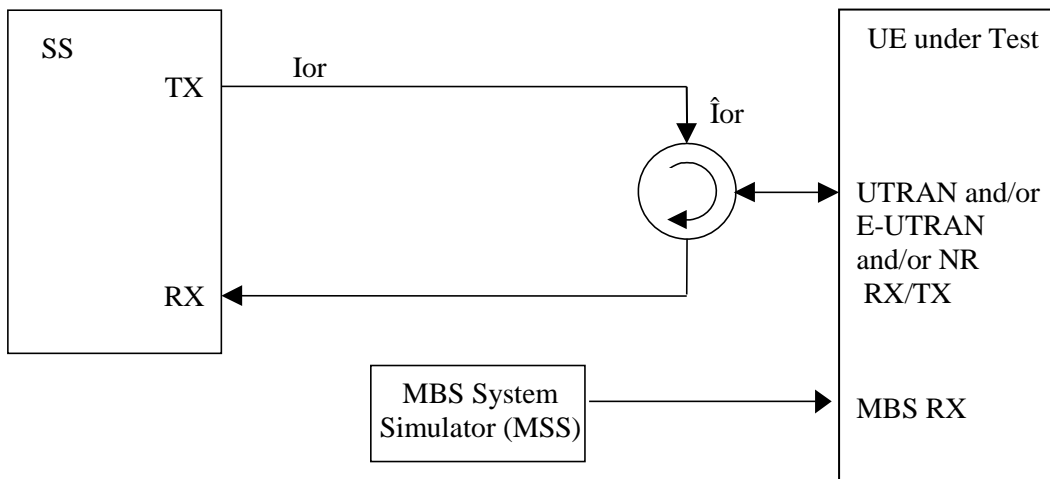 SS
UE under Test
TX
Ior
Îor
UTRAN and/or
E-UTRAN
and/or NR
RX/TX
RX
MBS System
Simulator (MSS)
MBS RX